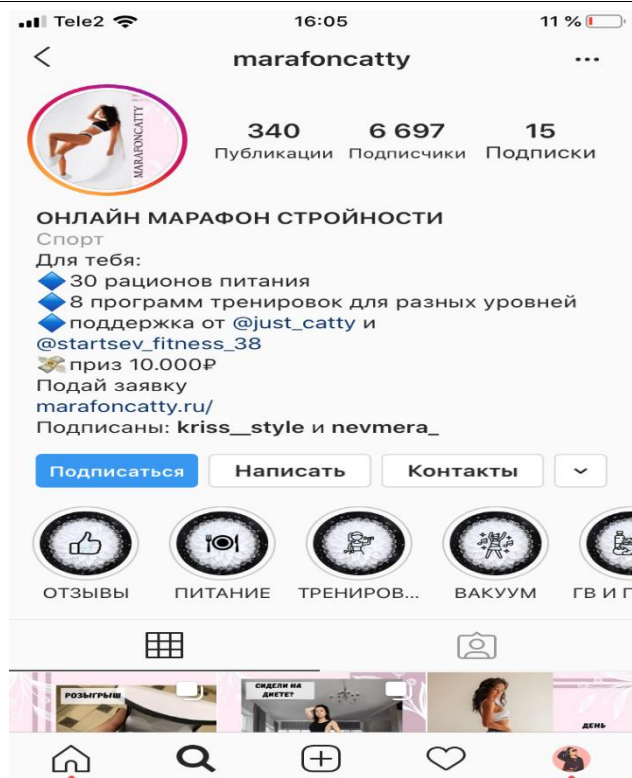 Tele2 16:05 11 %
marafoncatty
MARAFONCATTY
340 6 697 15
Публикации Подписчики Подписки
ОНЛАЙН МАРАФОН СТРОЙНОСТИ
Спорт
Для тебя:
🔷30 рационов питания
🔷8 программ тренировок для разных уровней
🔷поддержка от @just_catty и
@startsev_fitness_38
💸приз 10.000₽
Подай заявку
marafoncatty.ru/
Подписаны: kriss__style и nevmera_
Подписаться Написать Контакты
ОТЗЫВЫ ПИТАНИЕ ТРЕНИРОВ... ВАКУУМ ГВ И
РОЗЫГРЫШ
СИДЕЛИ НА
ДИЕТЕ?
ДЕНЬ